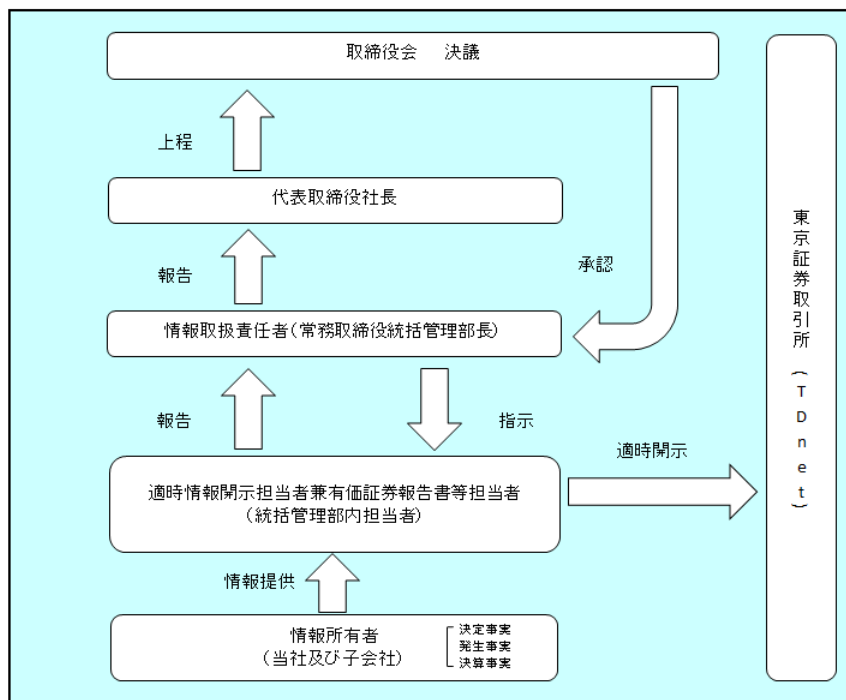 取締役会　決議
上程
代表取締役社長
報告
承認
情報取扱責任者(常務取締役統括管理部長)
報告
指示
適時情報開示担当者兼有価証券報告書等担当者
(統括管理部内担当者)
適時開示
情報提供
情報所有者
(当社及び子会社)
決定事実
発生事実
決算事実
東京証券取引所(TDnet)